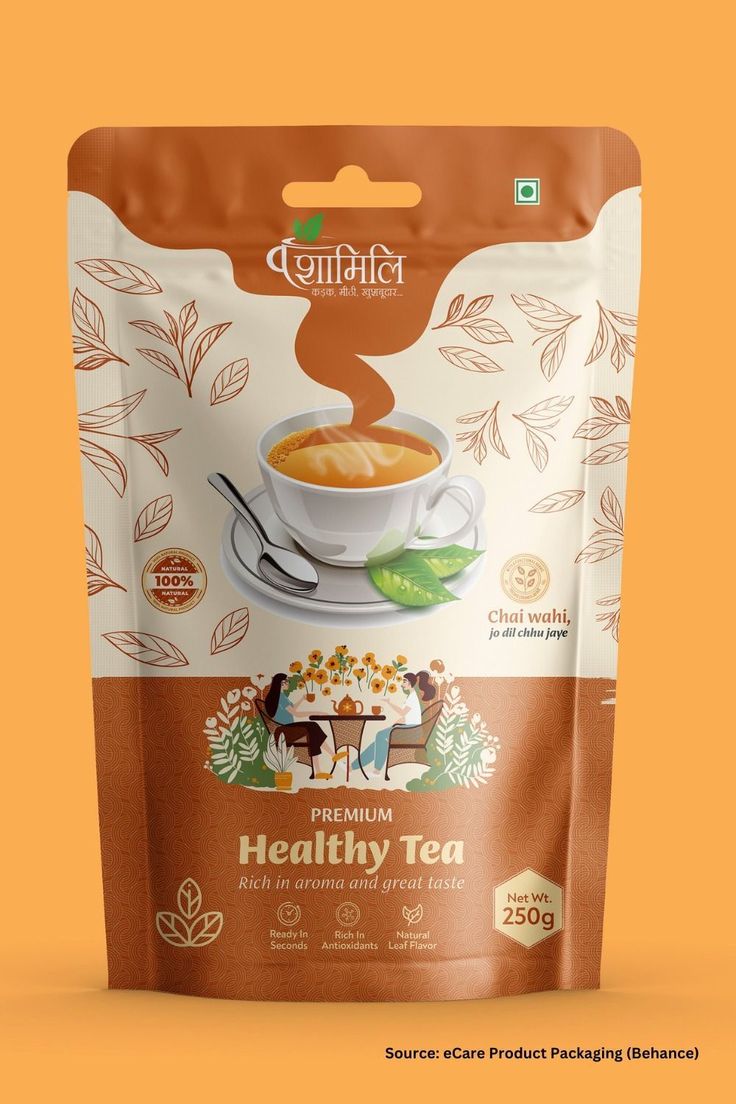 शामिलि
कड़क, मीठी, खुशबूदार...
NATURAL
100%
NATURAL
Chai wahi,
jo dil chhu jaye
PREMIUM
Healthy Tea
Rich in aroma and great taste
Ready In
Seconds
Rich In
Antioxidants
Natural
Leaf Flavor
Net Wt.
250g
Source: eCare Product Packaging (Behance)